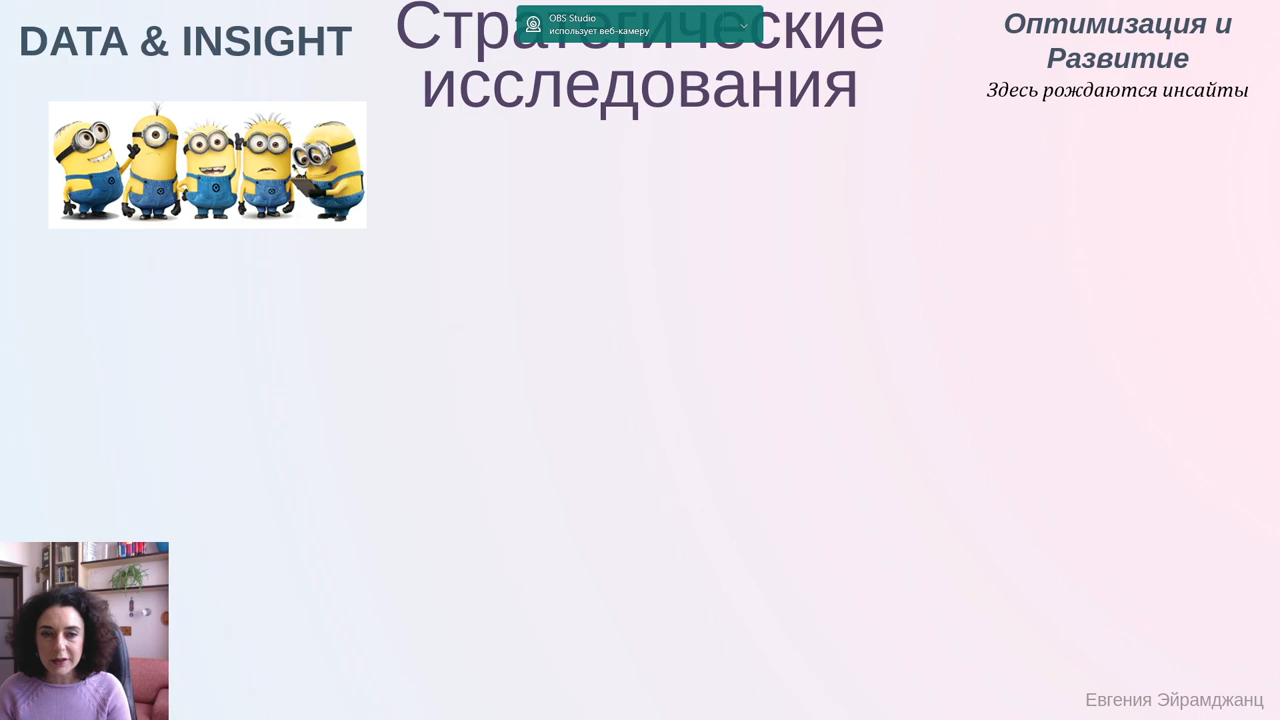 DATA & INSIGHT
Стратегические
исследования
OBS Studio
использует веб-камеру
Оптимизация и
Развитие
Здесь рождаются инсайты
Евгения Эйрамджанц